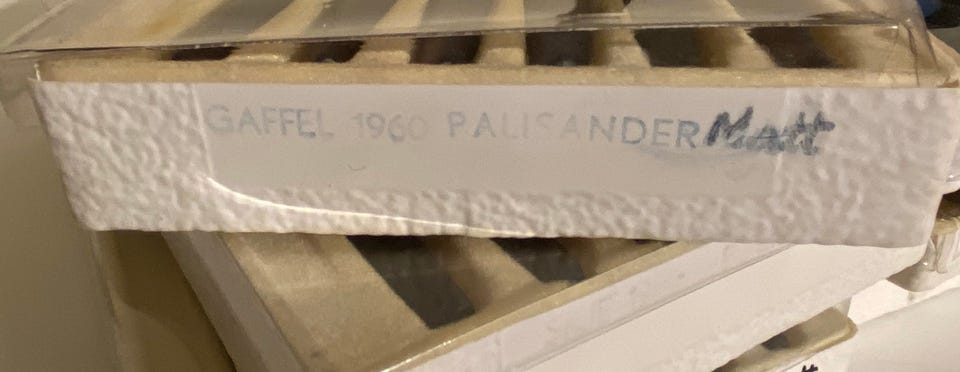 GAFFEL 1960 PALISANDER Matt